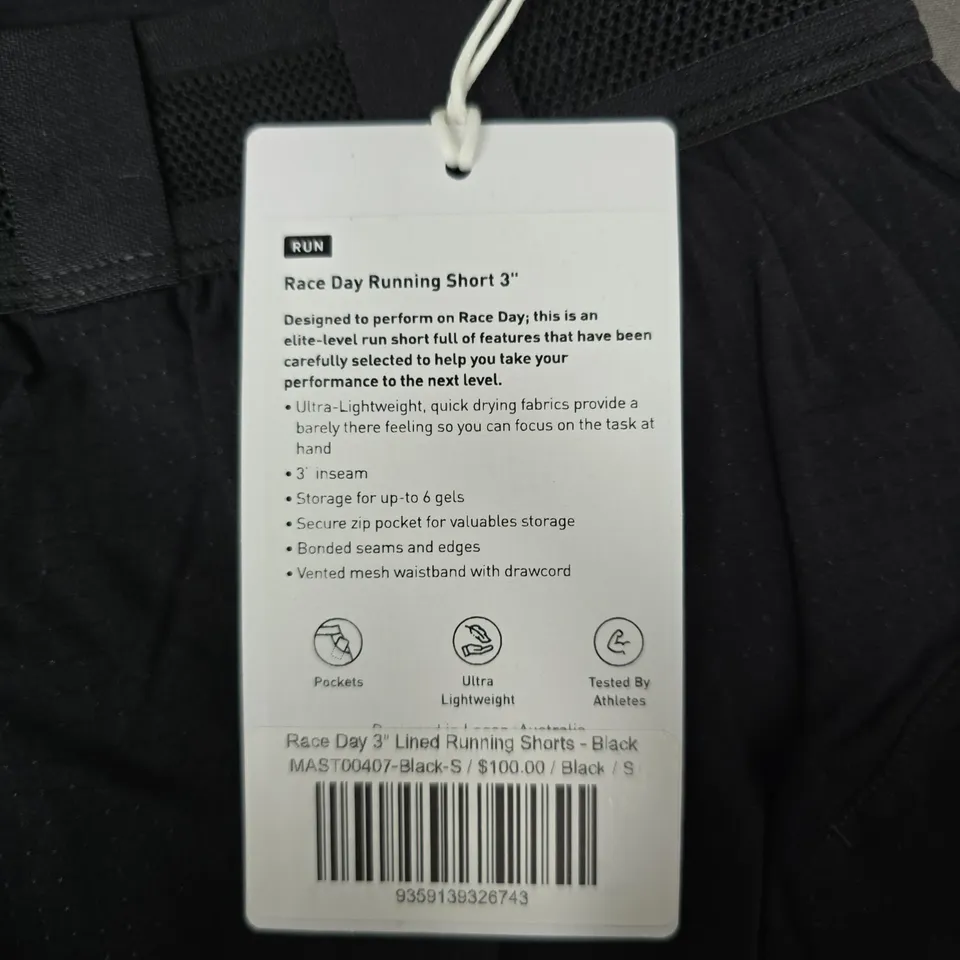 RUN
Race Day Running Short 3"
Designed to perform on Race Day; this is an
elite-level run short full of features that have been
carefully selected to help you take your
performance to the next level.
• Ultra-Lightweight, quick drying fabrics provide a
barely there feeling so you can focus on the task at
hand
• 3" inseam
• Storage for up-to 6 gels
• Secure zip pocket for valuables storage
• Bonded seams and edges
• Vented mesh waistband with drawcord
Pockets
Ultra
Lightweight
Tested By
Athletes
Race Day 3" Lined Running Shorts - Black
MAST00407-Black-S / $100.00 / Black / S
9359139326743